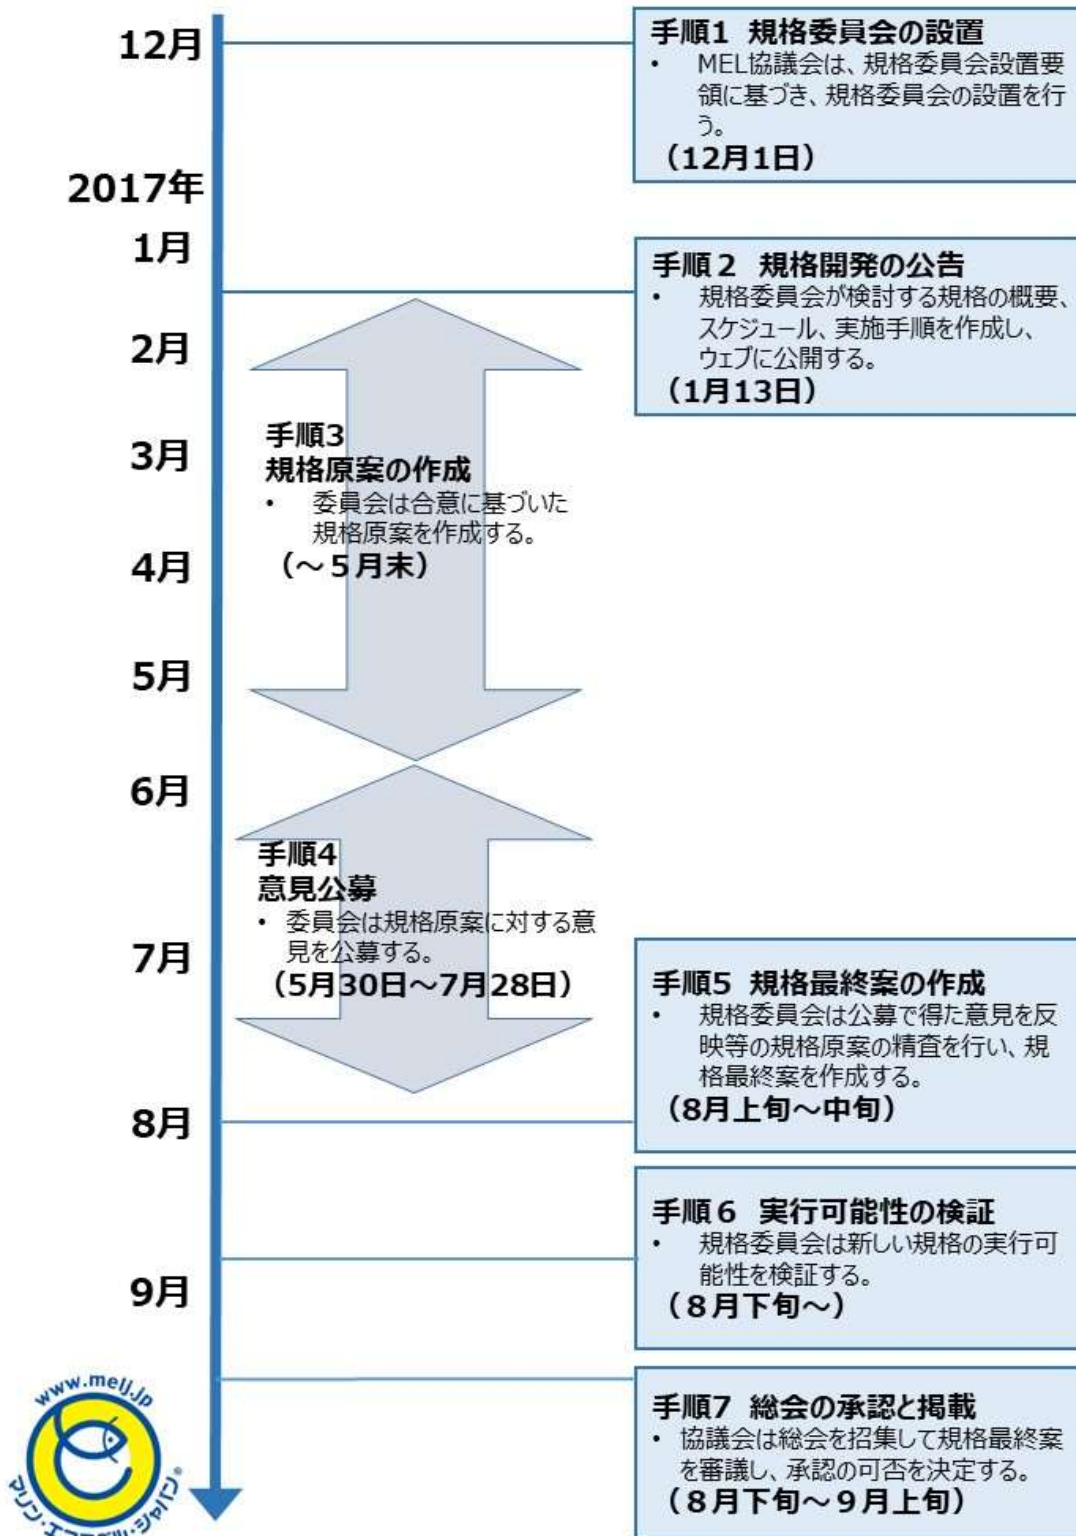 12月
手順1 規格委員会の設置
• MEL協議会は、規格委員会設置要
領に基づき、規格委員会の設置を行
う。
(12月1日)
2017年
1月
手順２ 規格開発の公告
• 規格委員会が検討する規格の概要、
スケジュール、実施手順を作成し、
ウェブに公開する。
(1月13日)
2月
3月
手順3
規格原案の作成
• 委員会は合意に基づいた
規格原案を作成する。
(～５月末)
4月
5月
6月
手順4
意見公募
• 委員会は規格原案に対する意
見を公募する。
(5月30日～7月28日)
7月
手順5 規格最終案の作成
• 規格委員会は公募で得た意見を反
映等の規格原案の精査を行い、規
格最終案を作成する。
(8月上旬～中旬)
8月
手順６ 実行可能性の検証
• 規格委員会は新しい規格の実行可
能性を検証する。
(８月下旬～)
9月
手順7 総会の承認と掲載
• 協議会は総会を招集して規格最終案
を審議し、承認の可否を決定する。
(８月下旬～９月上旬)
www.melj.jp